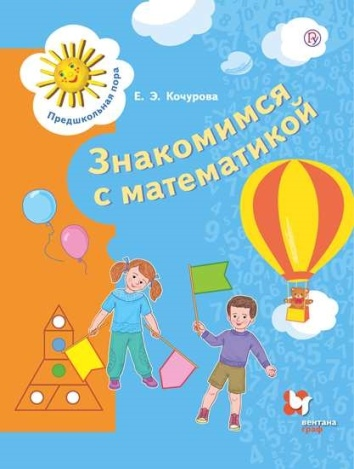 Предшкольная пора
Е. Э. Кочурова
Знакомимся
с математикой
вентана
граф